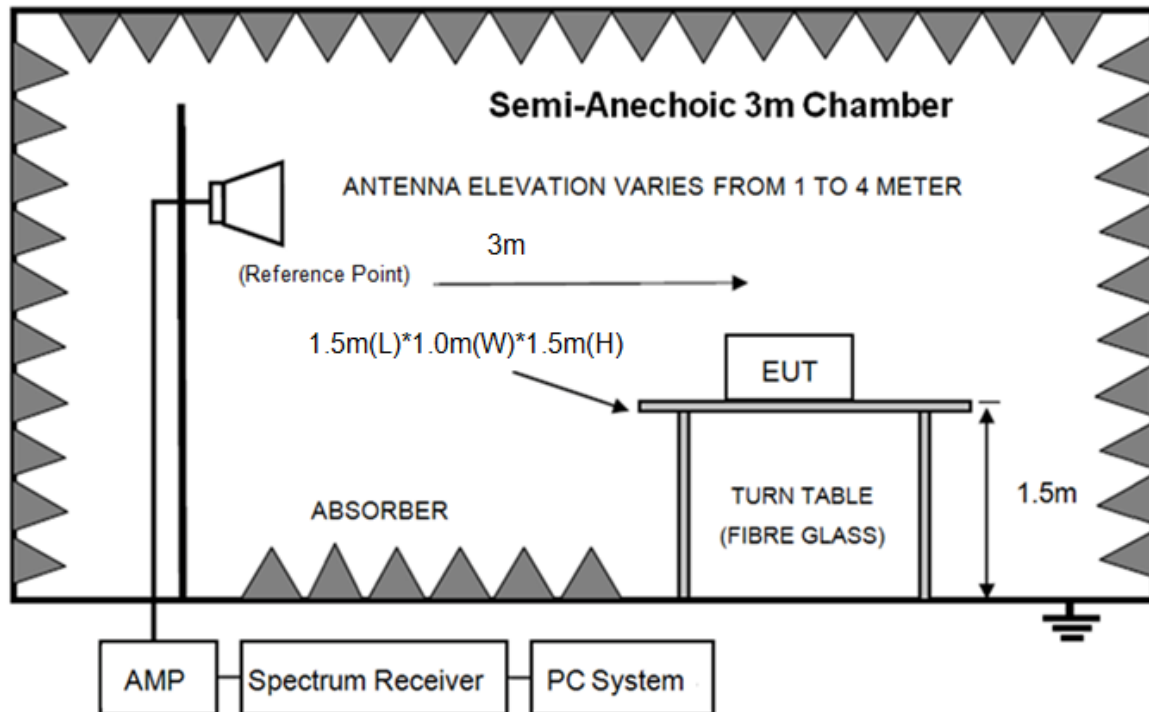 Semi-Anechoic 3m Chamber
ANTENNA ELEVATION VARIES FROM 1 TO 4 METER
3m
(Reference Point)
1.5m(L)*1.0m(W)*1.5m(H)
EUT
ABSORBER
TURN TABLE
(FIBRE GLASS)
1.5m
AMP
Spectrum Receiver
PC System